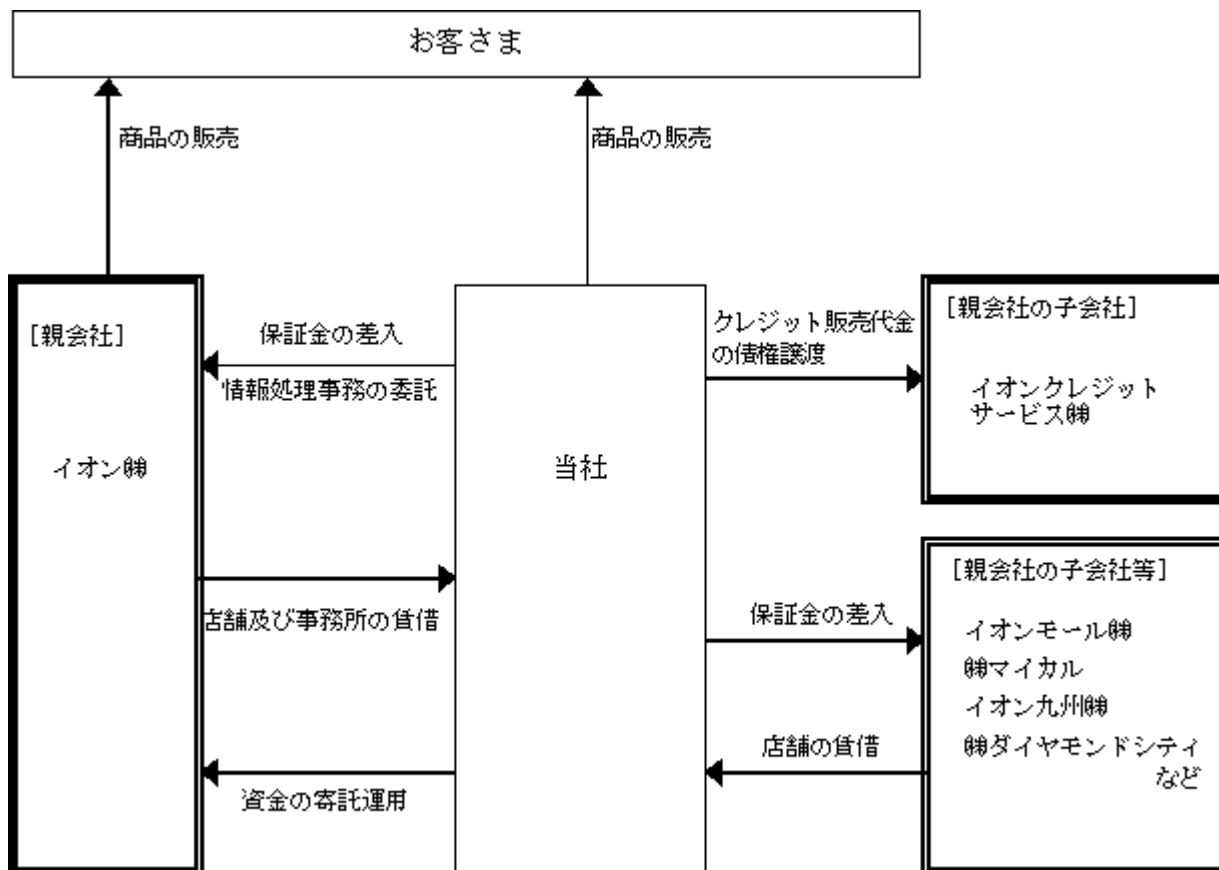 お客さま
商品の販売
商品の販売
[親会社]
イオン㈱
保証金の差入
情報処理事務の委託
店舗及び事務所の賃借
資金の寄託運用
当社
クレジット販売代金
の債権譲渡
[親会社の子会社]
イオンクレジット
サービス㈱
保証金の差入
店舗の賃借
[親会社の子会社等]
イオンモール㈱
㈱マイカル
イオン九州㈱
㈱ダイヤモンドシティ
など